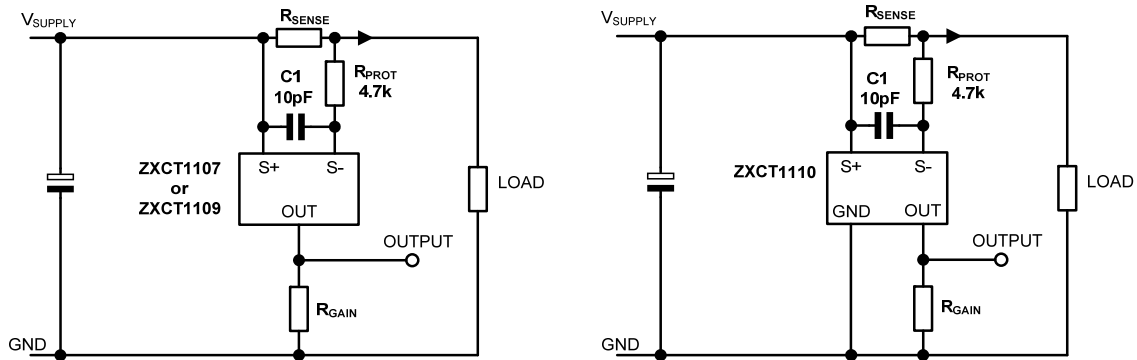 VSUPPLY
RSENSE
C1
10pF
RPROT
4.7k
S+
S-
ZXCT1107
or
ZXCT1109
OUT
LOAD
OUTPUT
RGAIN
GND
VSUPPLY
RSENSE
C1
10pF
RPROT
4.7k
ZXCT1110
S+
S-
GND
OUT
LOAD
OUTPUT
RGAIN
GND